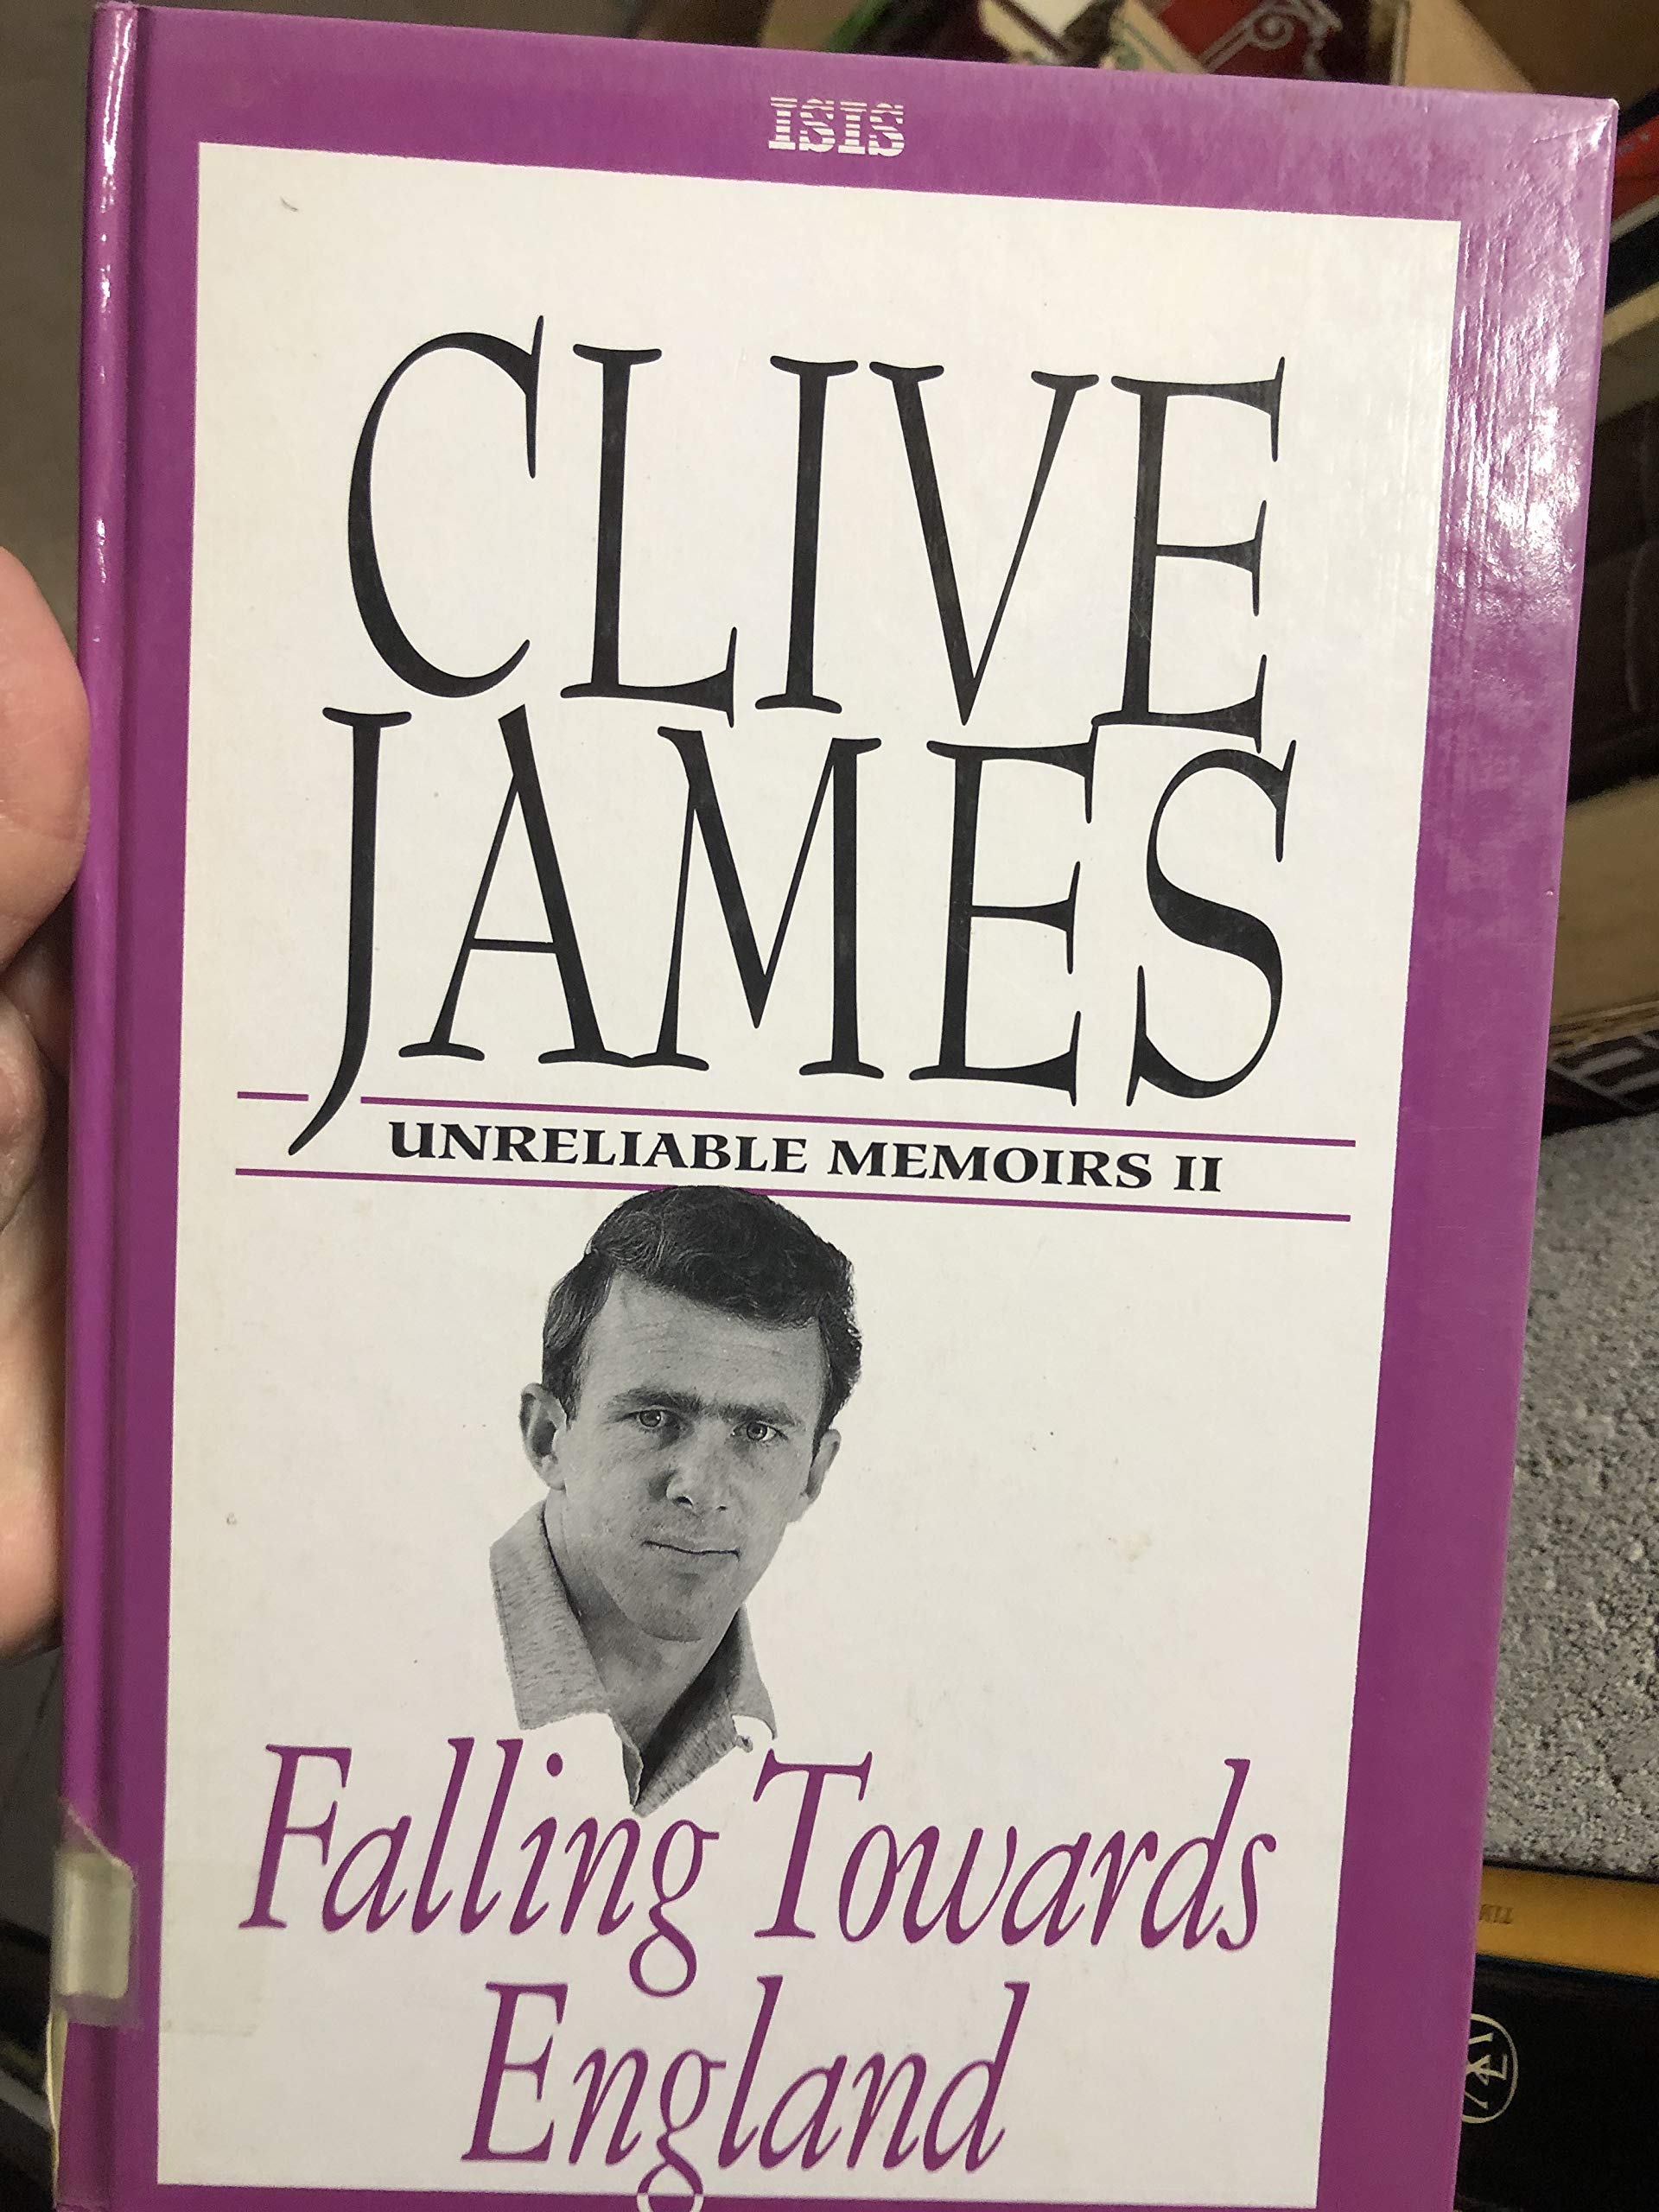 ISIS
CLIVE
JAMES
UNRELIABLE MEMOIRS II
Falling Towards
England